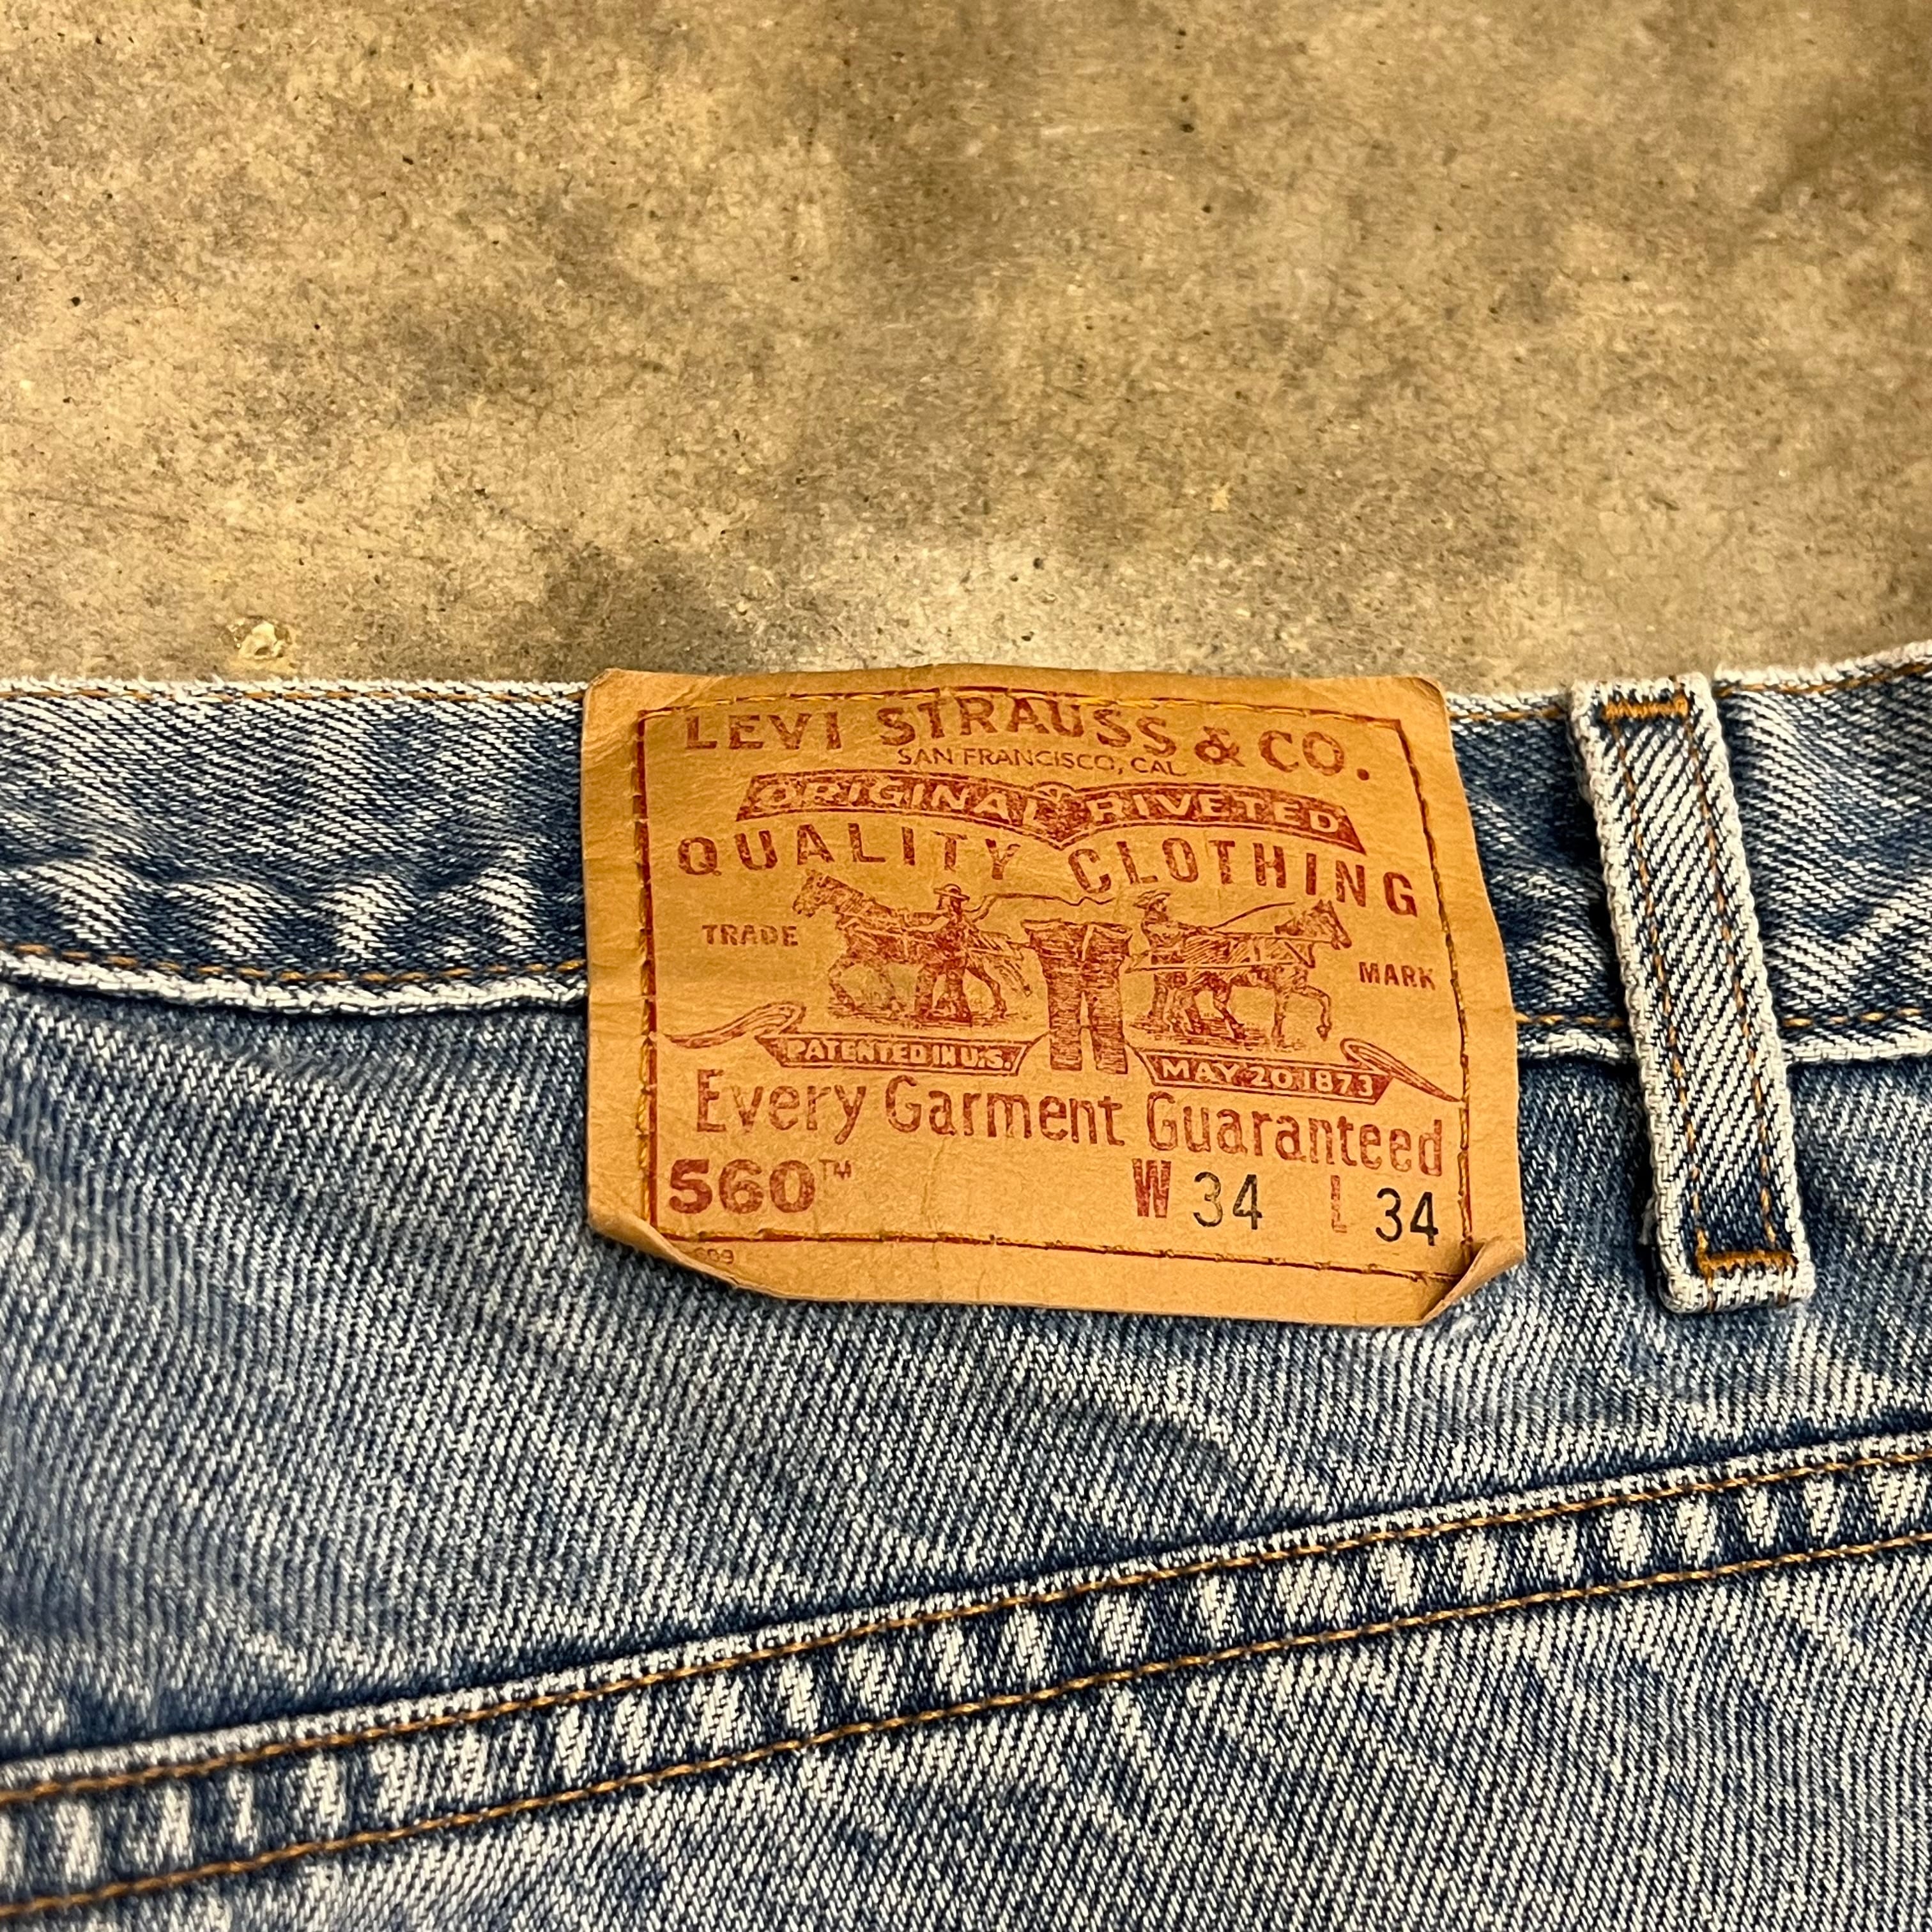 LEVI STRAUSS & CO.
SAN FRANCISCO, CAL
ORIGINAL RIVETED
QUALITY CLOTHING
TRADE MARK
PATENTED IN U.S. MAY 20 1873
Every Garment Guaranteed
560™ W 34 L 34